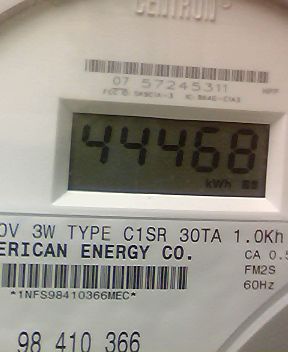 CENTRON®
07 57245311
44468
kWh
0V 3W TYPE C1SR 30TA 1.0Kh
ERICAN ENERGY CO.
CA 0.5
FM2S
*1NFS98410366MEC*
60Hz
98 410 366